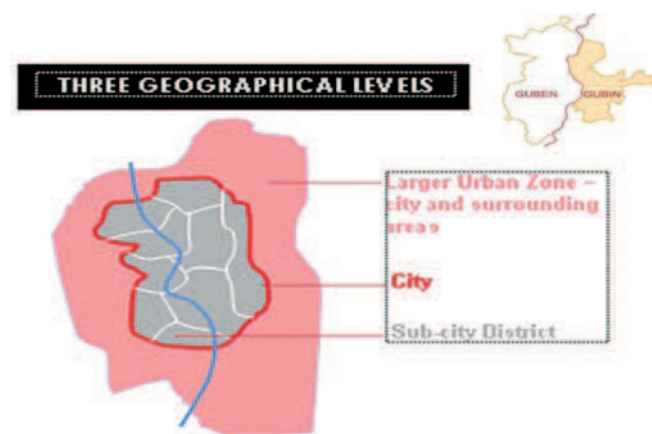 THREE GEOGRAPHICAL LEVELS
GUBEN
GUBIN
Larger Urban Zone –
city and surrounding
areas
City
Sub-city District